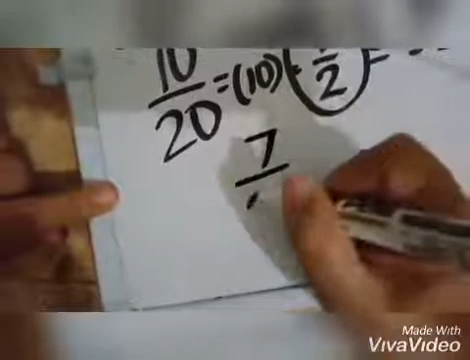 10/20 = (10)(1/2) =
7/
Made With
VivaVideo